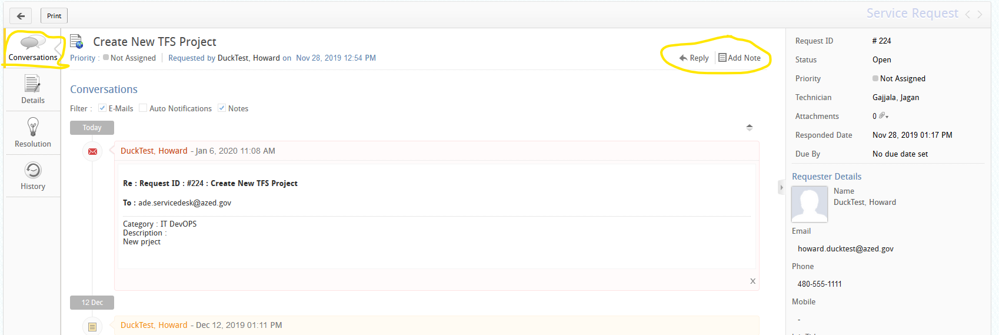 Print
Service Request
Conversations
Details
Resolution
History
Create New TFS Project
Priority : Not Assigned
Requested by DuckTest, Howard on Nov 28, 2019 12:54 PM
Reply
Add Note
Conversations
Filter : E-Mails Auto Notifications Notes
Today
DuckTest, Howard - Jan 6, 2020 11:08 AM
Re : Request ID : #224 : Create New TFS Project
To : ade.servicedesk@azed.gov
Category : IT DevOPS
Description :
New prject
X
12 Dec
DuckTest, Howard - Dec 12, 2019 01:11 PM
Request ID # 224
Status Open
Priority Not Assigned
Technician Gajjala, Jagan
Attachments 0
Responded Date Nov 28, 2019 01:17 PM
Due By No due date set
Requester Details
Name
DuckTest, Howard
Email
howard.ducktest@azed.gov
Phone
480-555-1111
Mobile
-